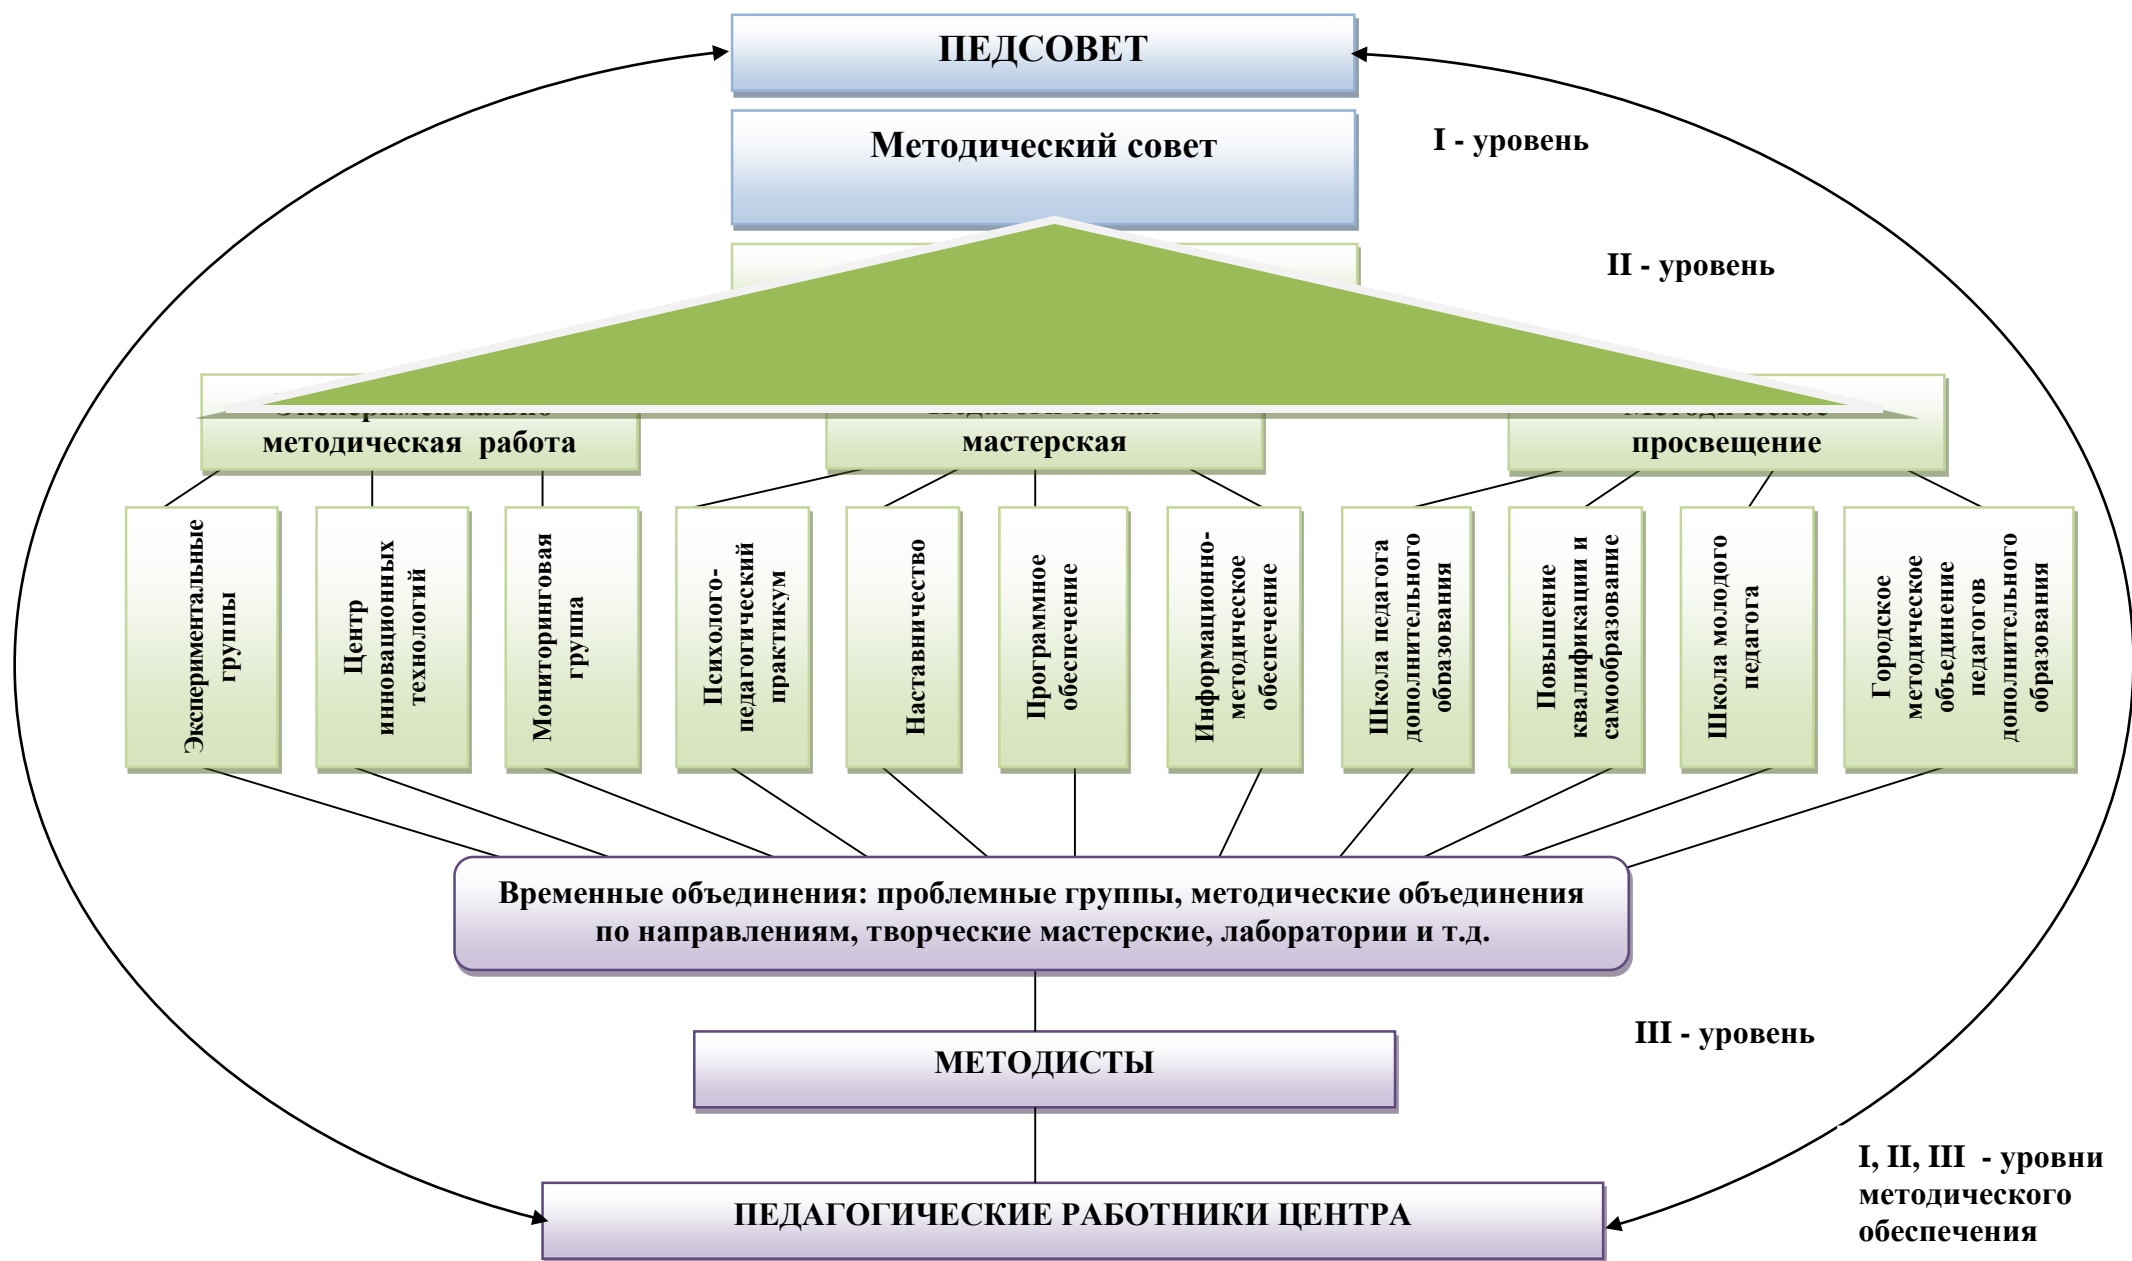 ПЕДСОВЕТ
Методический совет
I - уровень
II - уровень
Экспериментально-
методическая работа
Педагогическая
мастерская
Методическое
просвещение
Экспериментальные
группы
Центр
инновационных
технологий
Мониторинговая
группа
Психолого-
педагогический
практикум
Наставничество
Программное
обеспечение
Информационно-
методическое
обеспечение
Школа педагога
дополнительного
образования
Повышение
квалификации и
самообразование
Школа молодого
педагога
Городское
методическое
объединение
педагогов
дополнительного
образования
Временные объединения: проблемные группы, методические объединения
по направлениям, творческие мастерские, лаборатории и т.д.
III - уровень
МЕТОДИСТЫ
I, II, III - уровни
методического
обеспечения
ПЕДАГОГИЧЕСКИЕ РАБОТНИКИ ЦЕНТРА